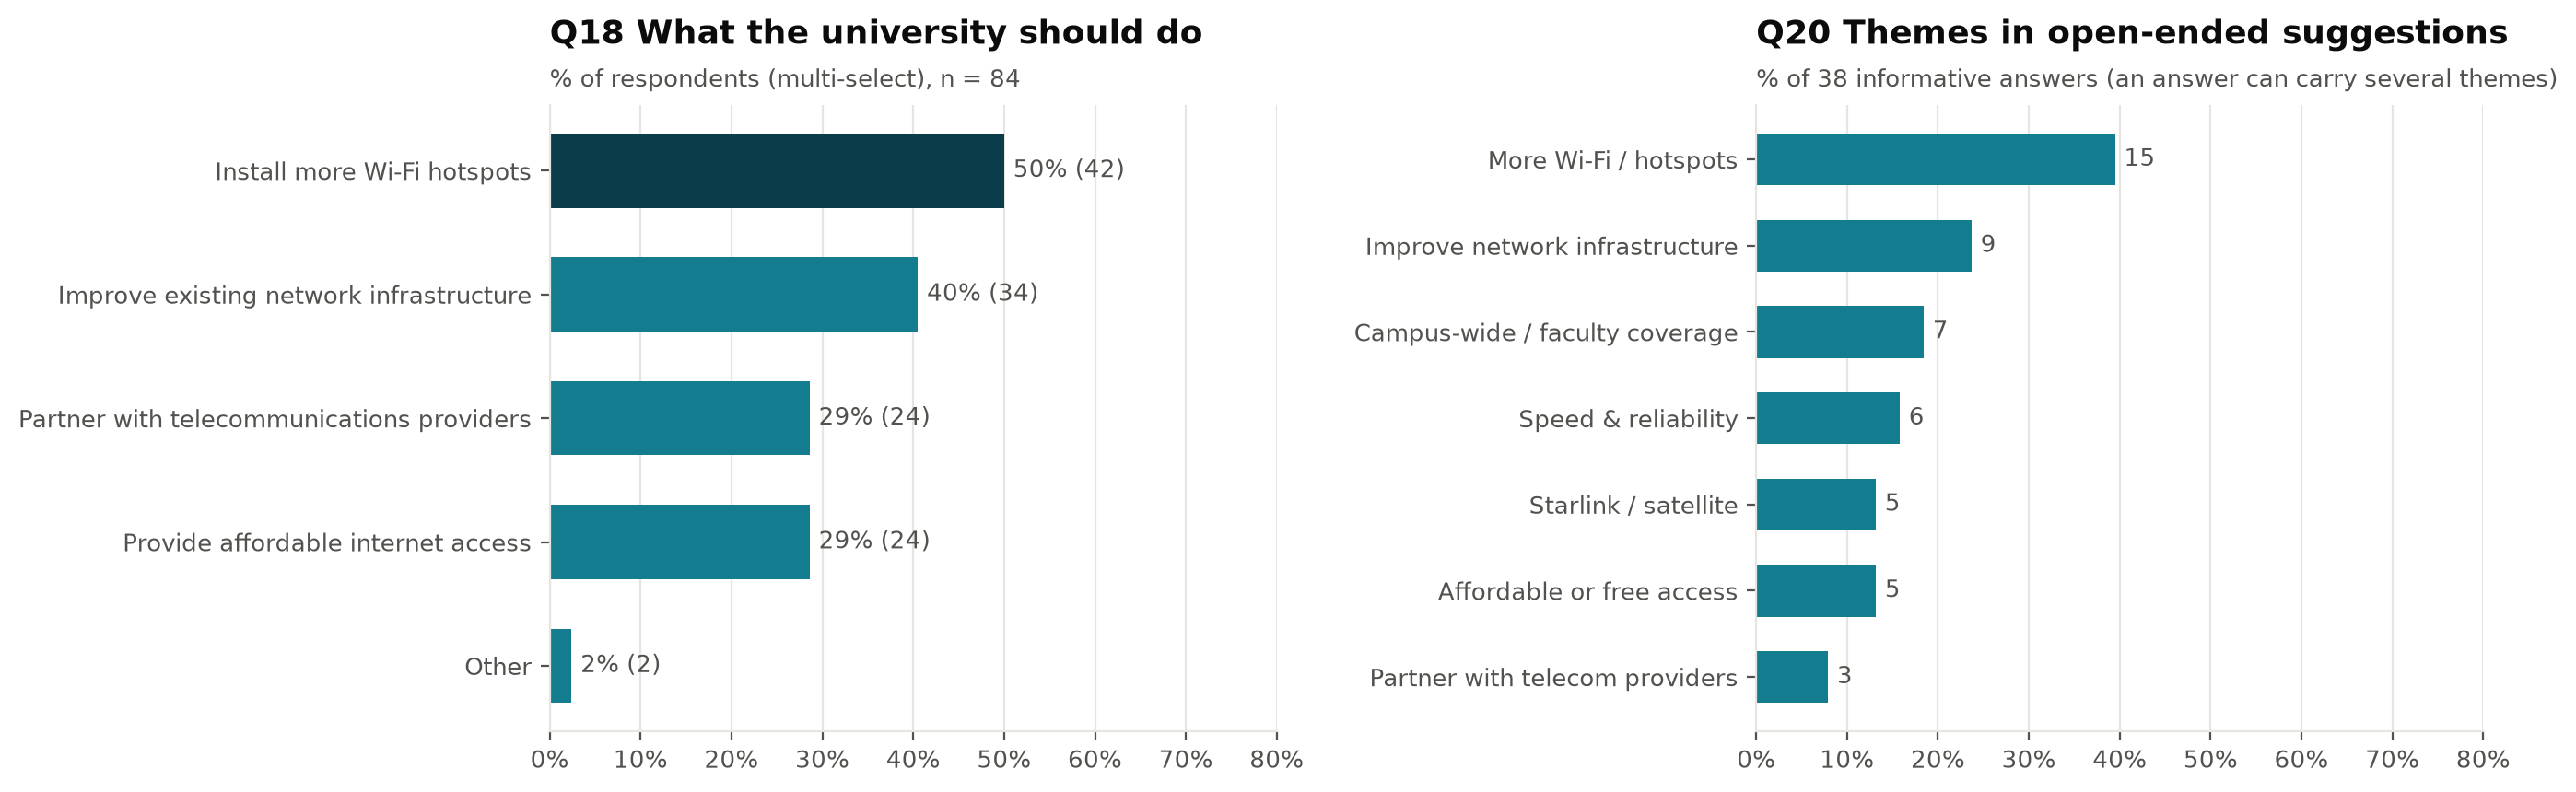 Q18 What the university should do
% of respondents (multi-select), n = 84
Install more Wi-Fi hotspots 50% (42)
Improve existing network infrastructure 40% (34)
Partner with telecommunications providers 29% (24)
Provide affordable internet access 29% (24)
Other 2% (2)
0% 10% 20% 30% 40% 50% 60% 70% 80%
Q20 Themes in open-ended suggestions
% of 38 informative answers (an answer can carry several themes)
More Wi-Fi / hotspots 15
Improve network infrastructure 9
Campus-wide / faculty coverage 7
Speed & reliability 6
Starlink / satellite 5
Affordable or free access 5
Partner with telecom providers 3
0% 10% 20% 30% 40% 50% 60% 70% 80%